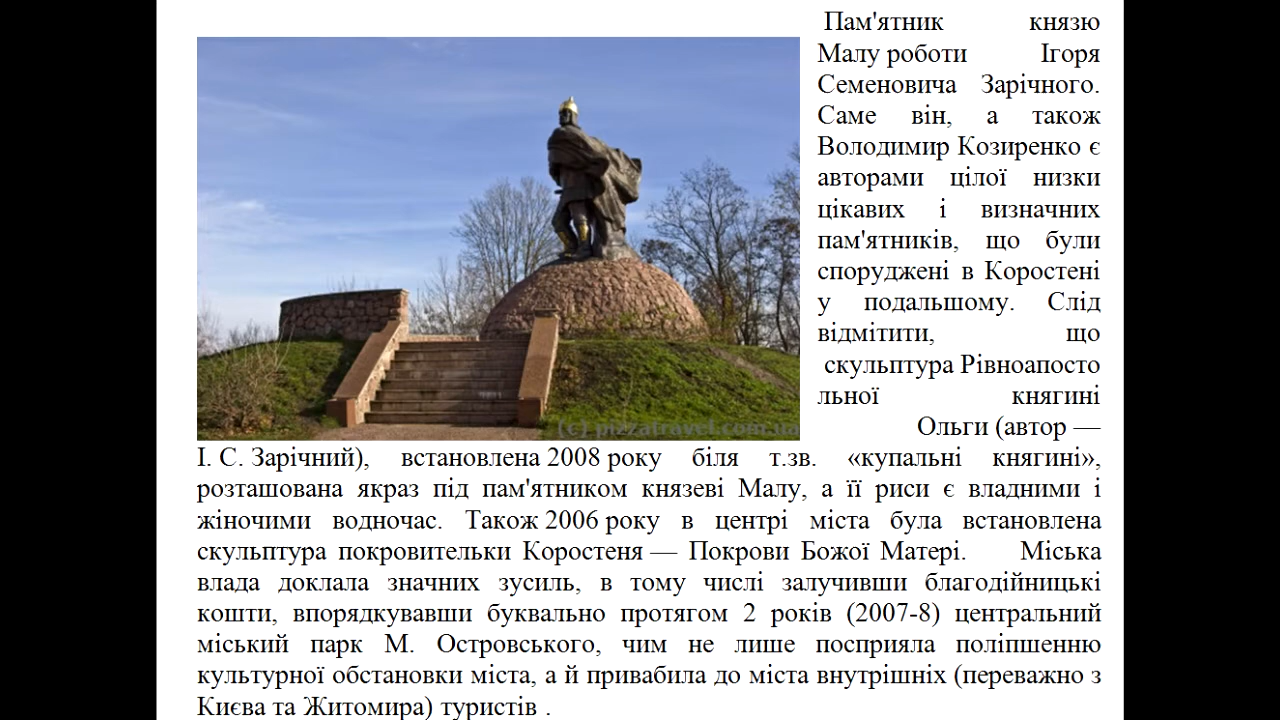 Пам'ятник князю
Малу роботи Ігоря
Семеновича Зарічного.
Саме він, а також
Володимир Козиренко є
авторами цілої низки
цікавих і визначних
пам'ятників, що були
споруджені в Коростені
у подальшому. Слід
відмітити, що
скульптура Рівноапосто
льної княгині
Ольги (автор —
(c) pizzatravel.com.ua
І. С. Зарічний), встановлена 2008 року біля т.зв. «купальні княгині»,
розташована якраз під пам'ятником князеві Малу, а її риси є владними і
жіночими водночас. Також 2006 року в центрі міста була встановлена
скульптура покровительки Коростеня — Покрови Божої Матері. Міська
влада доклала значних зусиль, в тому числі залучивши благодійницькі
кошти, впорядкувавши буквально протягом 2 років (2007-8) центральний
міський парк М. Островського, чим не лише посприяла поліпшенню
культурної обстановки міста, а й привабила до міста внутрішніх (переважно з
Києва та Житомира) туристів .